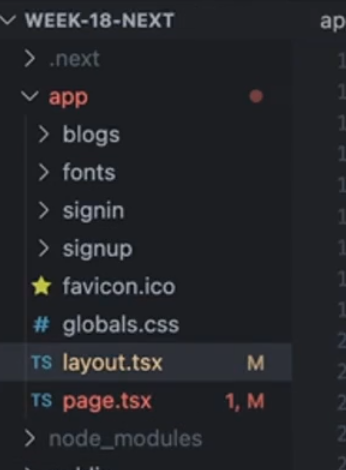 WEEK-18-NEXT
ap
.next
app
blogs
fonts
signin
signup
favicon.ico
# globals.css
TS layout.tsx M
TS page.tsx 1, M
node_modules